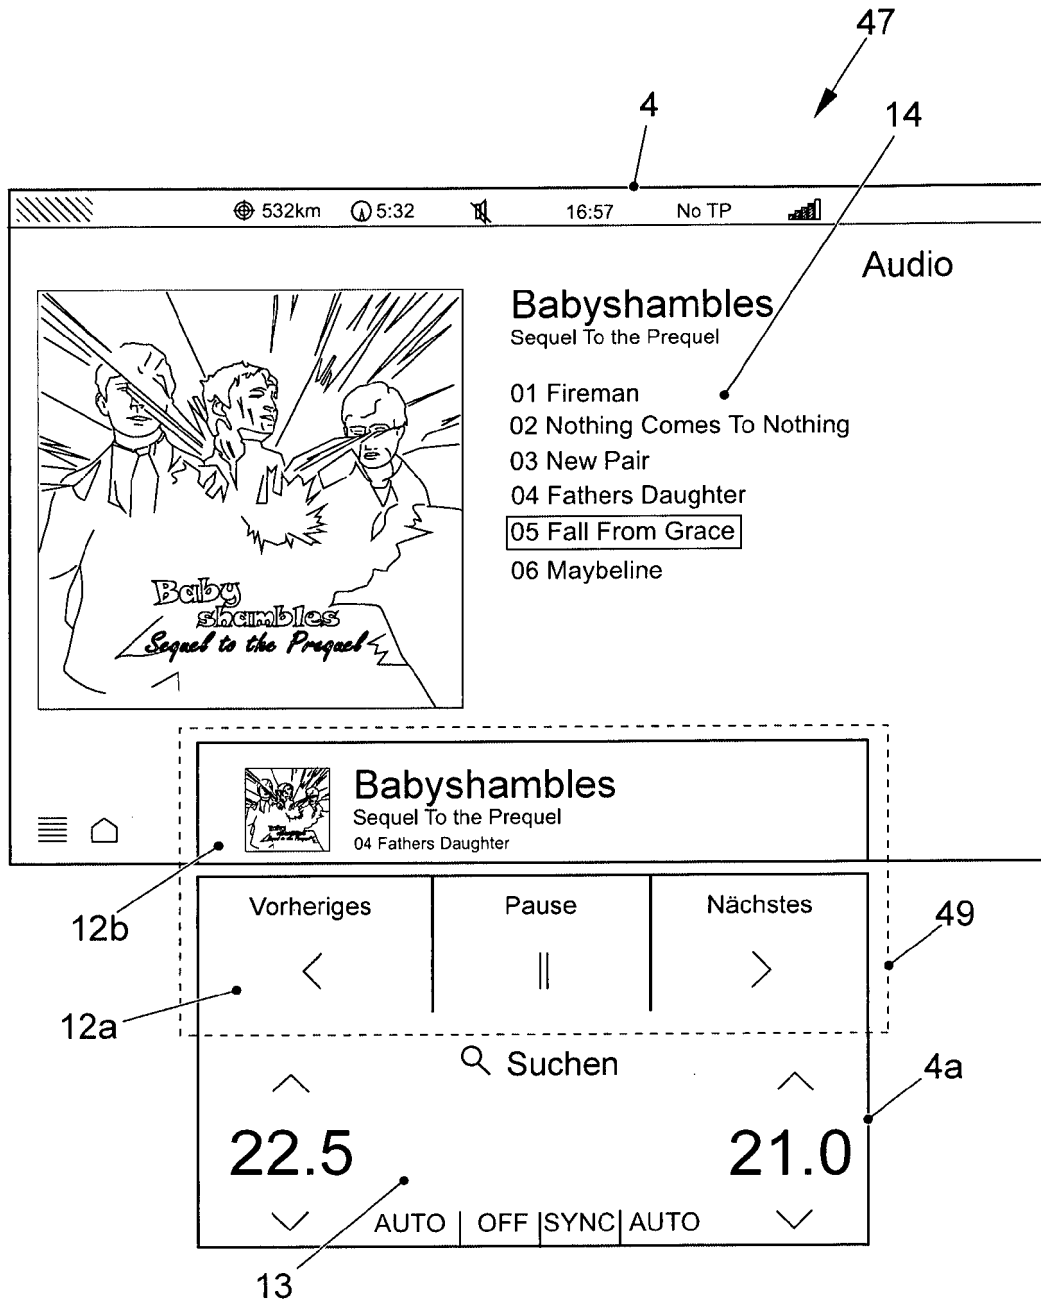 47
4
14
532km 5:32 16:57 No TP
Audio
Babyshambles
Sequel To the Prequel
01 Fireman
02 Nothing Comes To Nothing
03 New Pair
04 Fathers Daughter
05 Fall From Grace
06 Maybeline
Baby
shambles
Sequel to the Prequel
Babyshambles
Sequel To the Prequel
04 Fathers Daughter
12b
Vorheriges Pause Nächstes
49
12a
Suchen
4a
22.5 21.0
AUTO OFF SYNC AUTO
13